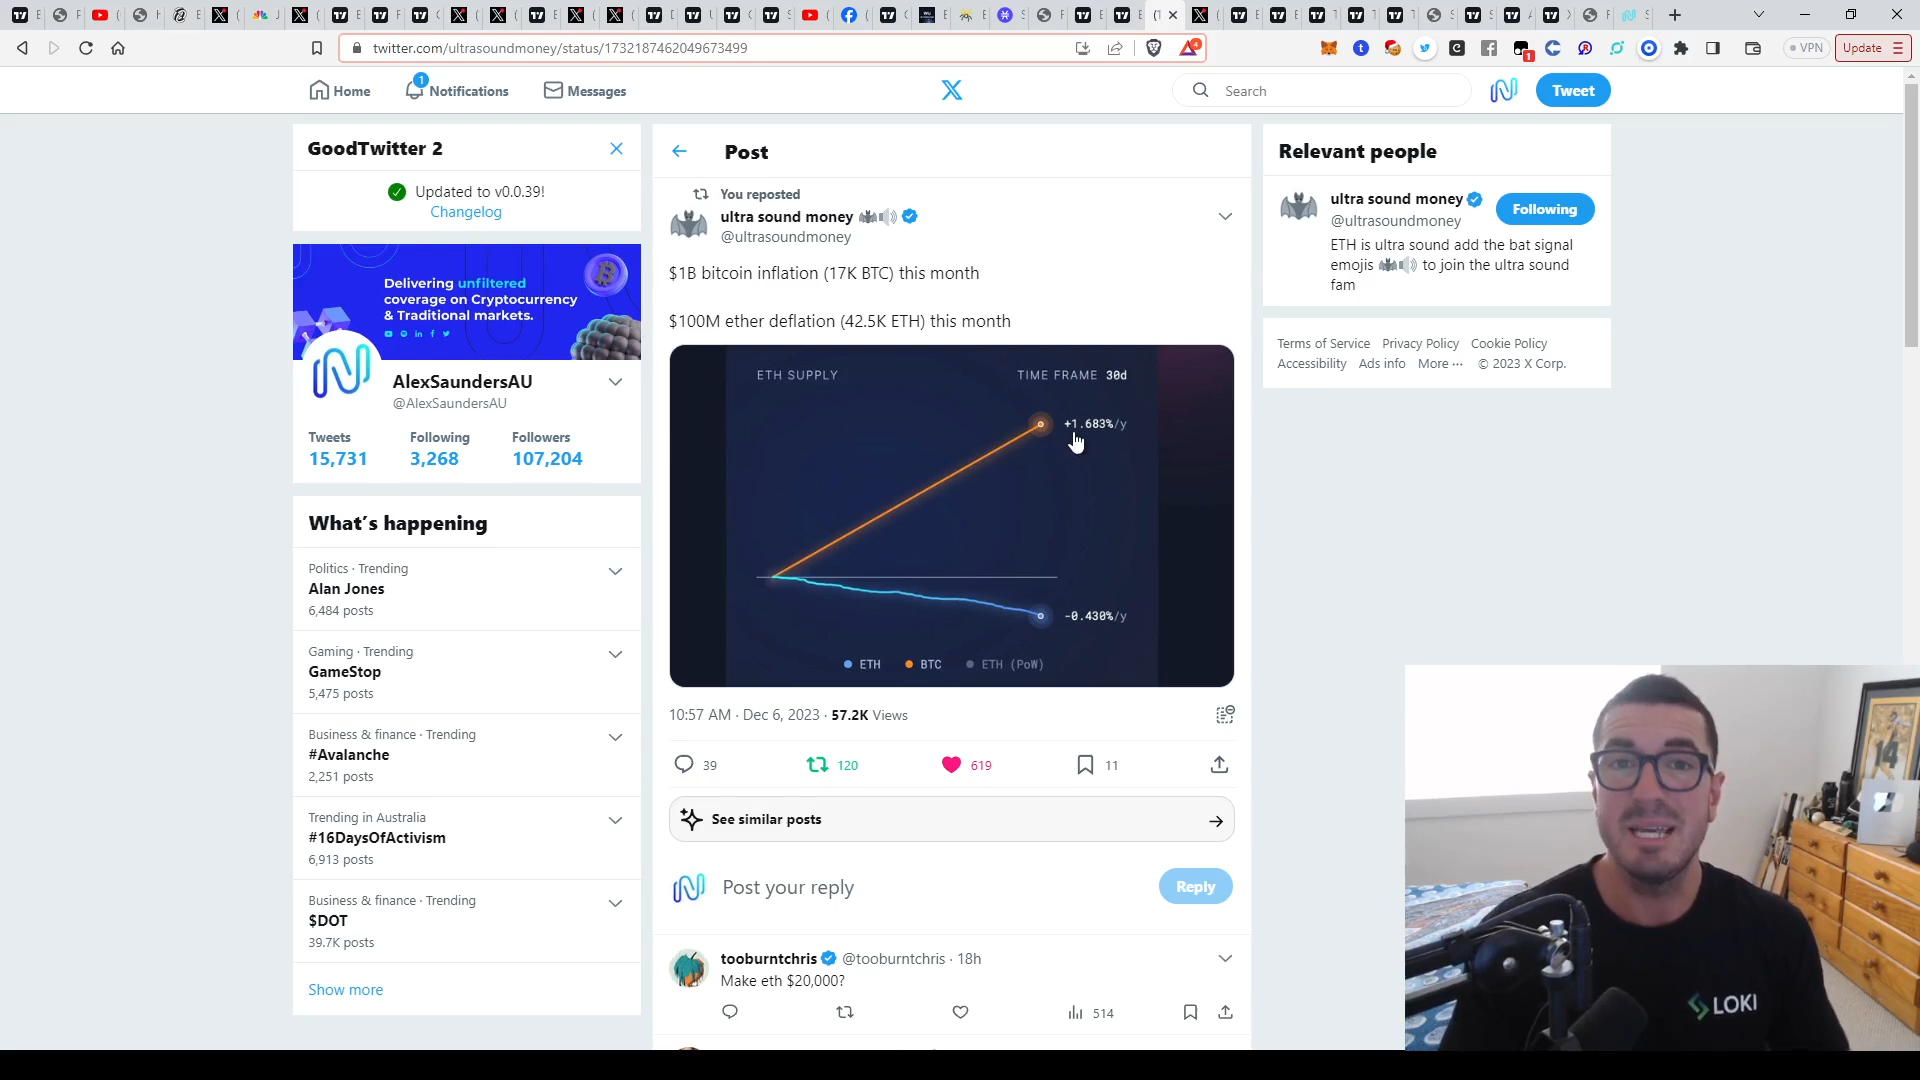 twitter.com/ultrasoundmoney/status/1732187462049673499
4
1
VPN
Update
Home
1
Notifications
Messages
Search
Tweet
GoodTwitter 2
Updated to v0.0.39!
Changelog
Delivering unfiltered
coverage on Cryptocurrency
& Traditional markets.
AlexSaundersAU
@AlexSaundersAU
Tweets
Following
Followers
15,731
3,268
107,204
What's happening
Politics · Trending
Alan Jones
6,484 posts
Gaming · Trending
GameStop
5,475 posts
Business & finance · Trending
#Avalanche
2,251 posts
Trending in Australia
#16DaysOfActivism
6,913 posts
Business & finance · Trending
$DOT
39.7K posts
Show more
Post
You reposted
ultra sound money
@ultrasoundmoney
$1B bitcoin inflation (17K BTC) this month
$100M ether deflation (42.5K ETH) this month
ETH SUPPLY
TIME FRAME 30d
+1.683%/y
-0.430%/y
ETH
BTC
ETH (PoW)
10:57 AM · Dec 6, 2023 · 57.2K Views
39
120
619
11
See similar posts
Post your reply
Reply
tooburntchris @tooburntchris · 18h
Make eth $20,000?
514
Relevant people
ultra sound money
@ultrasoundmoney
Following
ETH is ultra sound add the bat signal
emojis to join the ultra sound
fam
Terms of Service Privacy Policy Cookie Policy
Accessibility Ads info More ··· © 2023 X Corp.
14
LOKI